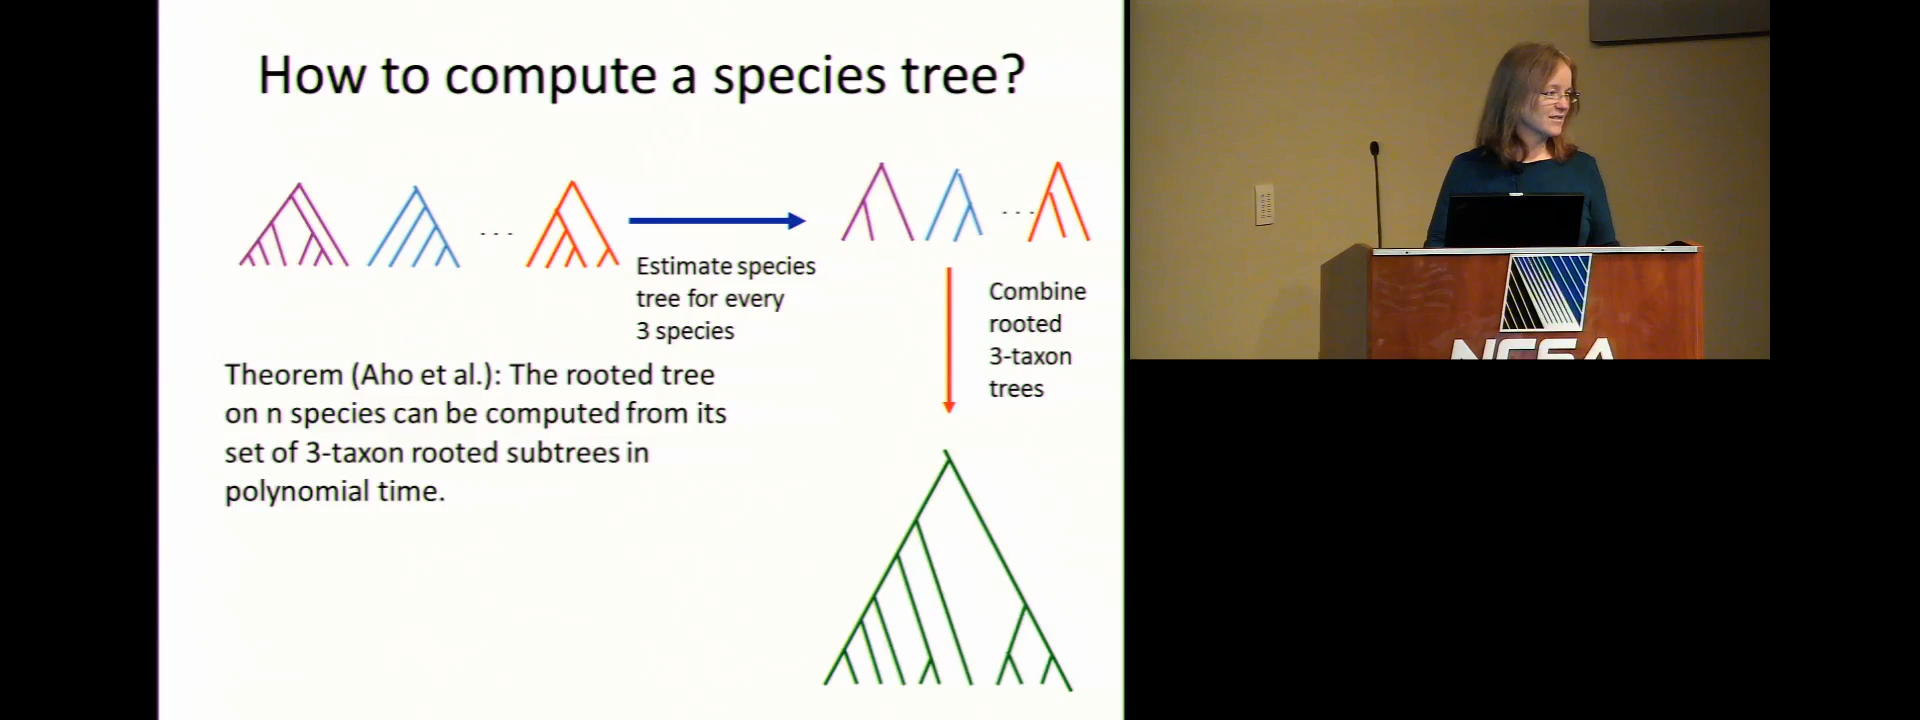 How to compute a species tree?
Estimate species
tree for every
3 species
Combine
rooted
3-taxon
trees
Theorem (Aho et al.): The rooted tree
on n species can be computed from its
set of 3-taxon rooted subtrees in
polynomial time.
NCSA